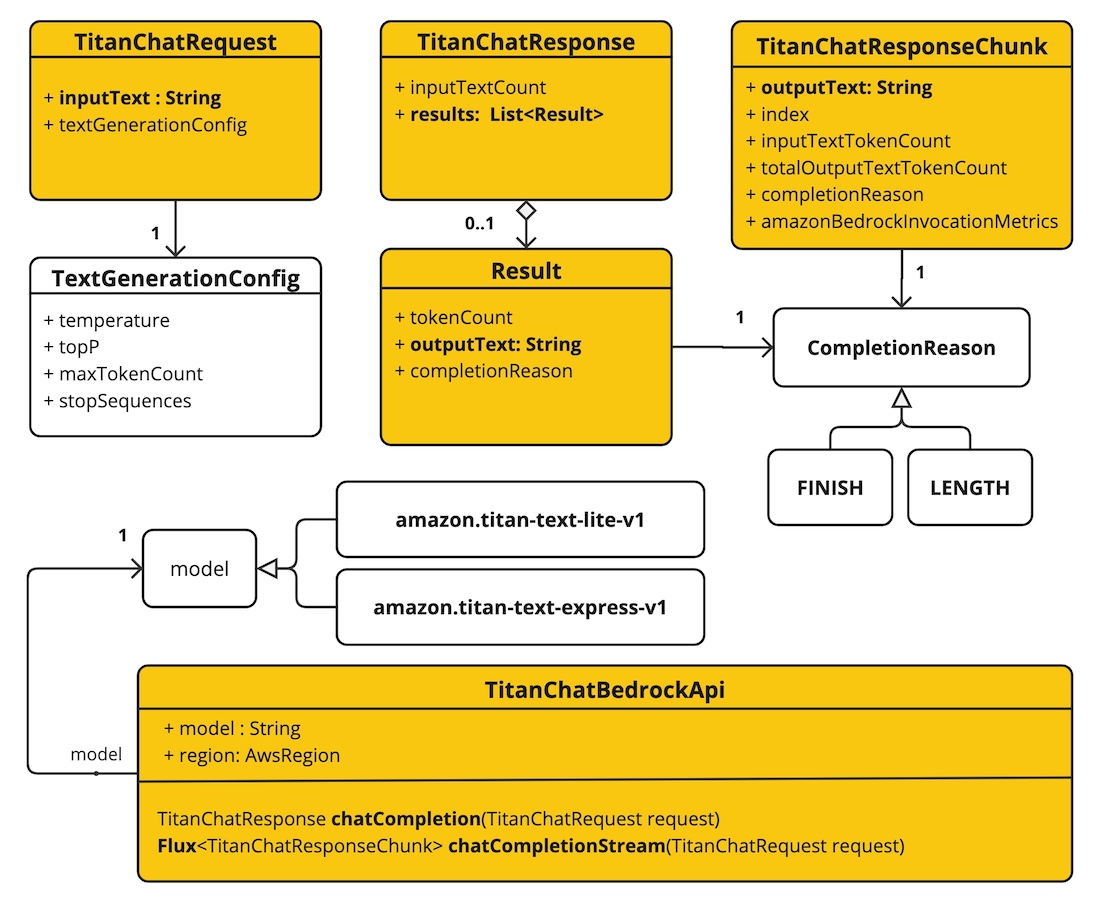 TitanChatRequest
+ inputText : String
+ textGenerationConfig
1
TextGenerationConfig
+ temperature
+ topP
+ maxTokenCount
+ stopSequences
TitanChatResponse
+ inputTextCount
+ results: List<Result>
0..1
Result
+ tokenCount
+ outputText: String
+ completionReason
1
TitanChatResponseChunk
+ outputText: String
+ index
+ inputTextTokenCount
+ totalOutputTextTokenCount
+ completionReason
+ amazonBedrockInvocationMetrics
1
CompletionReason
FINISH
LENGTH
1
model
amazon.titan-text-lite-v1
amazon.titan-text-express-v1
model
TitanChatBedrockApi
+ model : String
+ region: AwsRegion
TitanChatResponse chatCompletion(TitanChatRequest request)
Flux<TitanChatResponseChunk> chatCompletionStream(TitanChatRequest request)